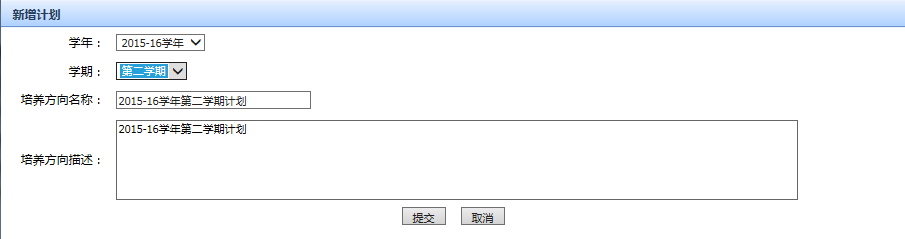 新增计划
学年： 2015-16学年
学期： 第二学期
培养方向名称： 2015-16学年第二学期计划
2015-16学年第二学期计划
培养方向描述：
提交 取消